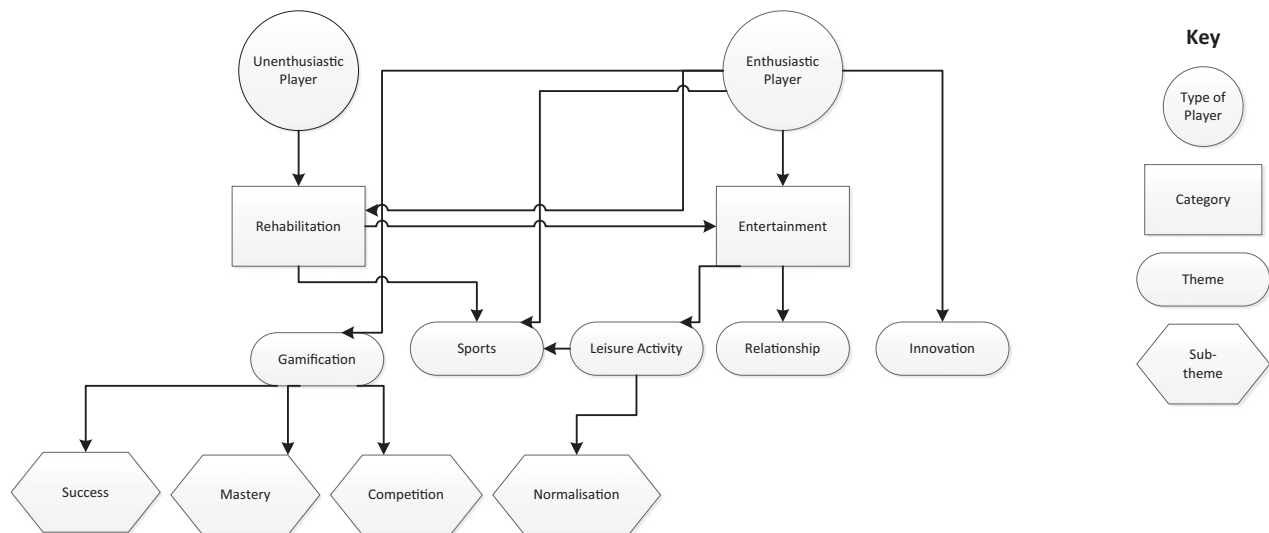 Unenthusiastic
Player
Enthusiastic
Player
Key
Type of
Player
Rehabilitation
Entertainment
Category
Theme
Gamification
Sports
Leisure Activity
Relationship
Innovation
Sub-
theme
Success
Mastery
Competition
Normalisation